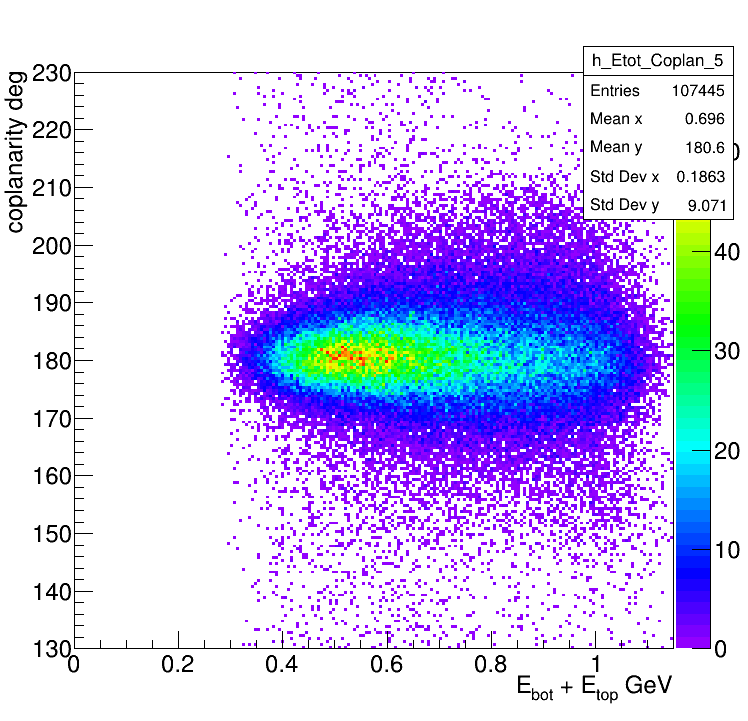 h_Etot_Coplan_5
Entries 107445
Mean x 0.696
Mean y 180.6
Std Dev x 0.1863
Std Dev y 9.071
coplanarity deg
230
220
210
200
190
180
170
160
150
140
130
0 0.2 0.4 0.6 0.8 1
E_bot + E_top GeV
0
40
30
20
10
0